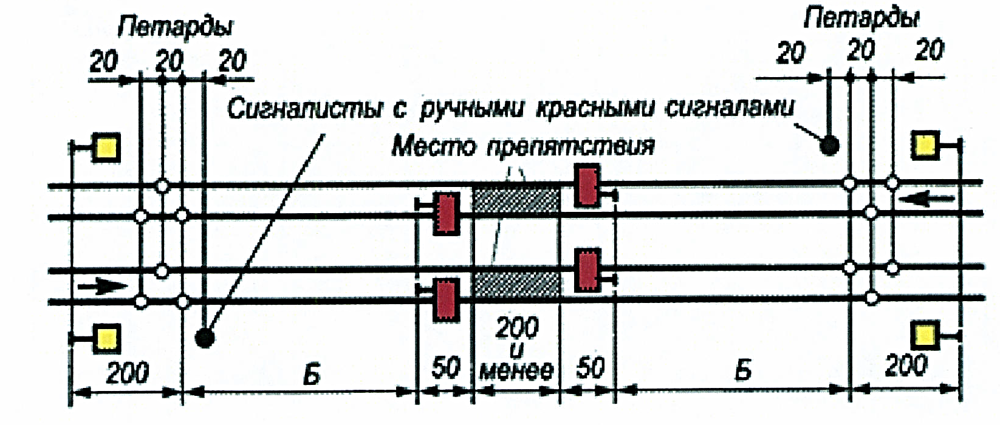 Петарды
20 20 20
Петарды
20 20 20
Сигналисты с ручными красными сигналами
Место препятствия
200
и
менее
200 Б 50 50 Б 200